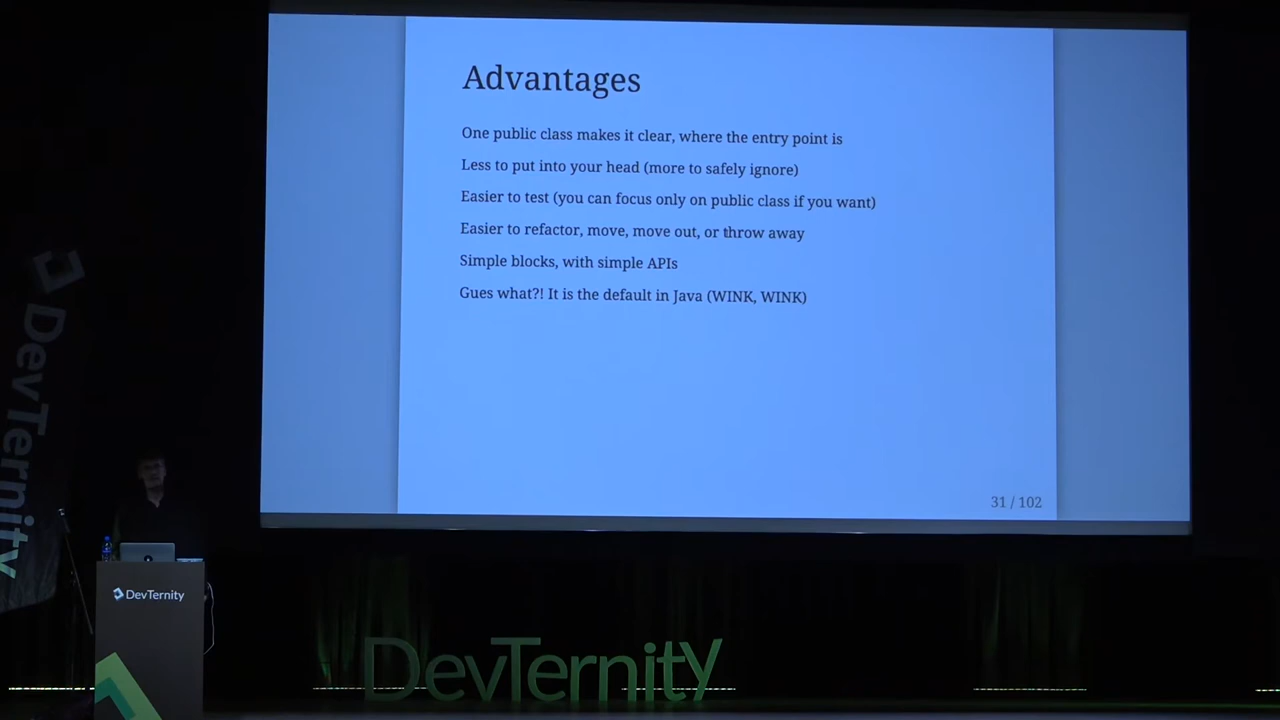 Advantages
One public class makes it clear, where the entry point is
Less to put into your head (more to safely ignore)
Easier to test (you can focus only on public class if you want)
Easier to refactor, move, move out, or throw away
Simple blocks, with simple APIs
Gues what?! It is the default in Java (WINK, WINK)
31 / 102
DevTernity
DevTernity
DevTernity